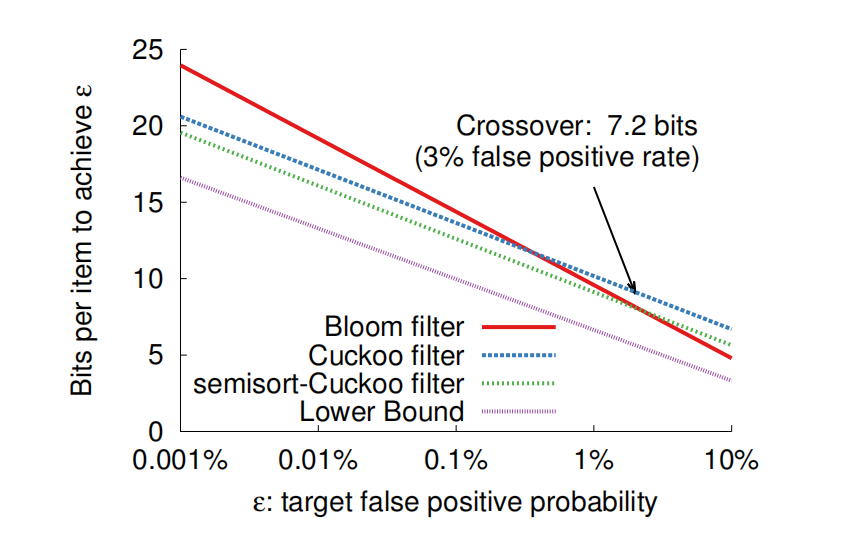 25
20
15
10
5
0
Bits per item to achieve ε
Crossover: 7.2 bits
(3% false positive rate)
Bloom filter
Cuckoo filter
semisort-Cuckoo filter
Lower Bound
0.001% 0.01% 0.1% 1% 10%
ε: target false positive probability